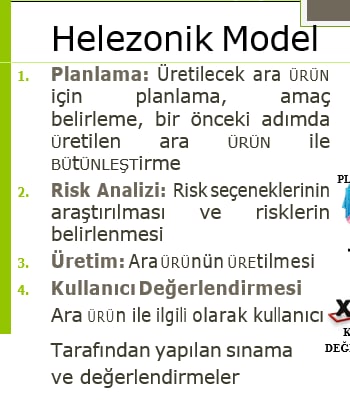 Helezonik Model
1. Planlama: Üretilecek ara ÜRÜN
için planlama, amaç
belirleme, bir önceki adımda
üretilen ara ÜRÜN ile
BÜtÜNLEŞTirme
2. Risk Analizi: Risk seçeneklerinin
araştırılması ve risklerin
belirlenmesi
3. Üretim: Ara ÜRÜnün ÜREtilmesi
4. Kullanıcı Değerlendirmesi
Ara ÜRÜn ile ilgili olarak kullanıcı
Tarafından yapılan sınama
ve değerlendirmeler
PL
K
DEĞ